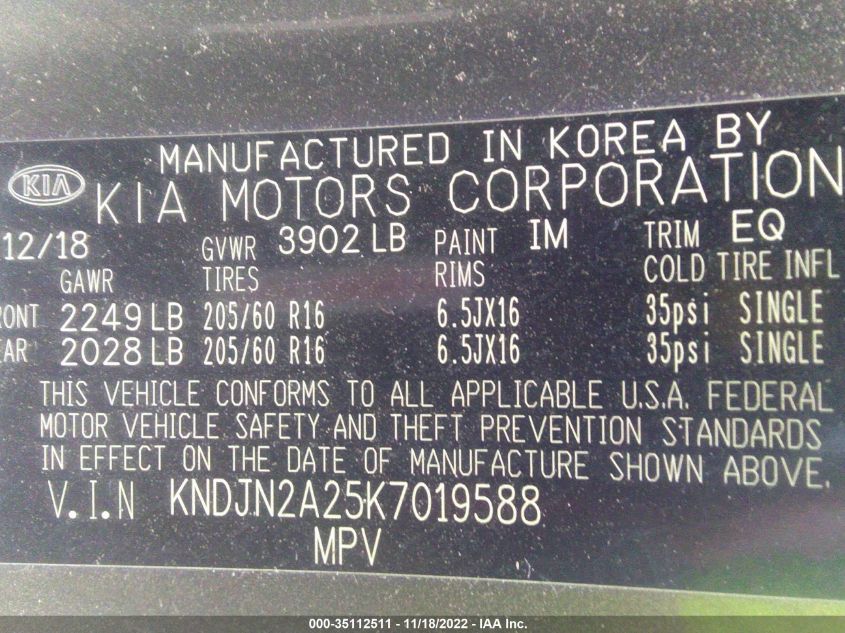 MANUFACTURED IN KOREA BY
KIA KIA MOTORS CORPORATION
12/18 GVWR 3902 LB PAINT IM TRIM EQ
GAWR TIRES RIMS COLD TIRE INFL
RONT 2249 LB 205/60 R16 6.5JX16 35psi SINGLE
EAR 2028 LB 205/60 R16 6.5JX16 35psi SINGLE
THIS VEHICLE CONFORMS TO ALL APPLICABLE U.S.A. FEDERAL
MOTOR VEHICLE SAFETY AND THEFT PREVENTION STANDARDS
IN EFFECT ON THE DATE OF MANUFACTURE SHOWN ABOVE.
V.I.N KNDJN2A25K7019588
MPV
000-35112511 - 11/18/2022 - IAA Inc.